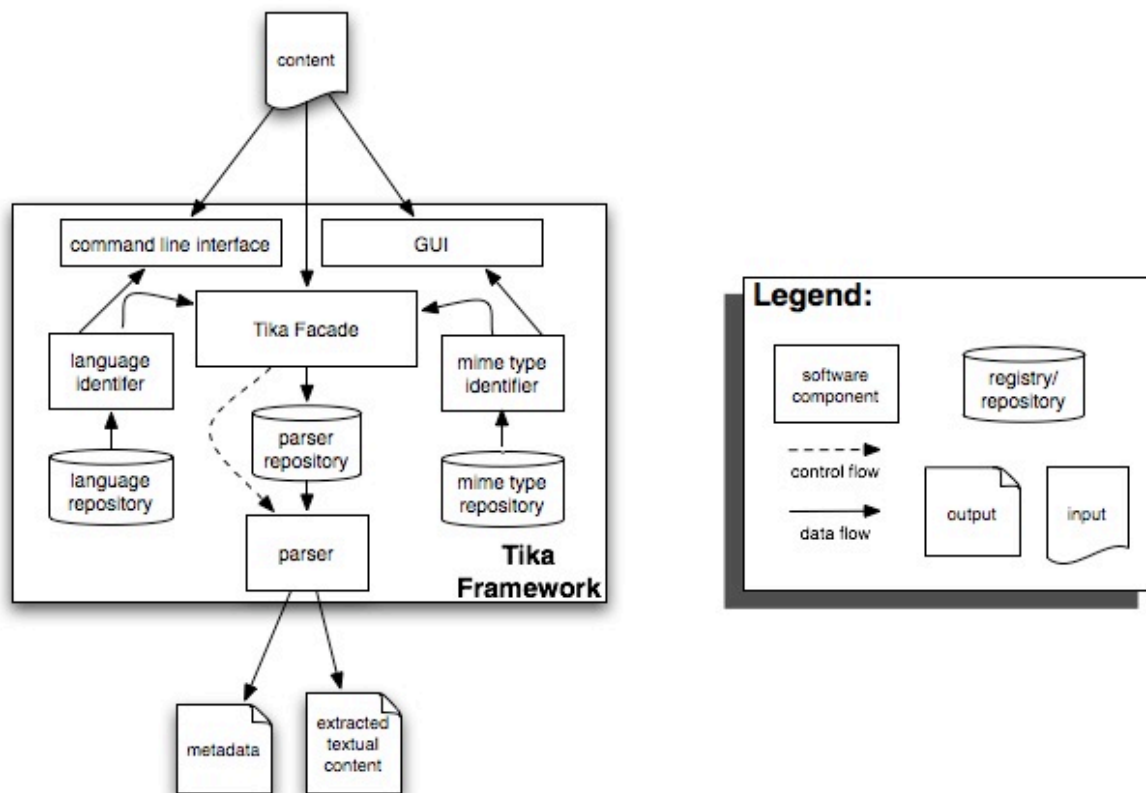 content
command line interface
GUI
Tika Facade
language
identifer
mime type
identifier
parser
repository
language
repository
mime type
repository
parser
Tika
Framework
metadata
extracted
textual
content
Legend:
software
component
registry/
repository
control flow
data flow
output
input